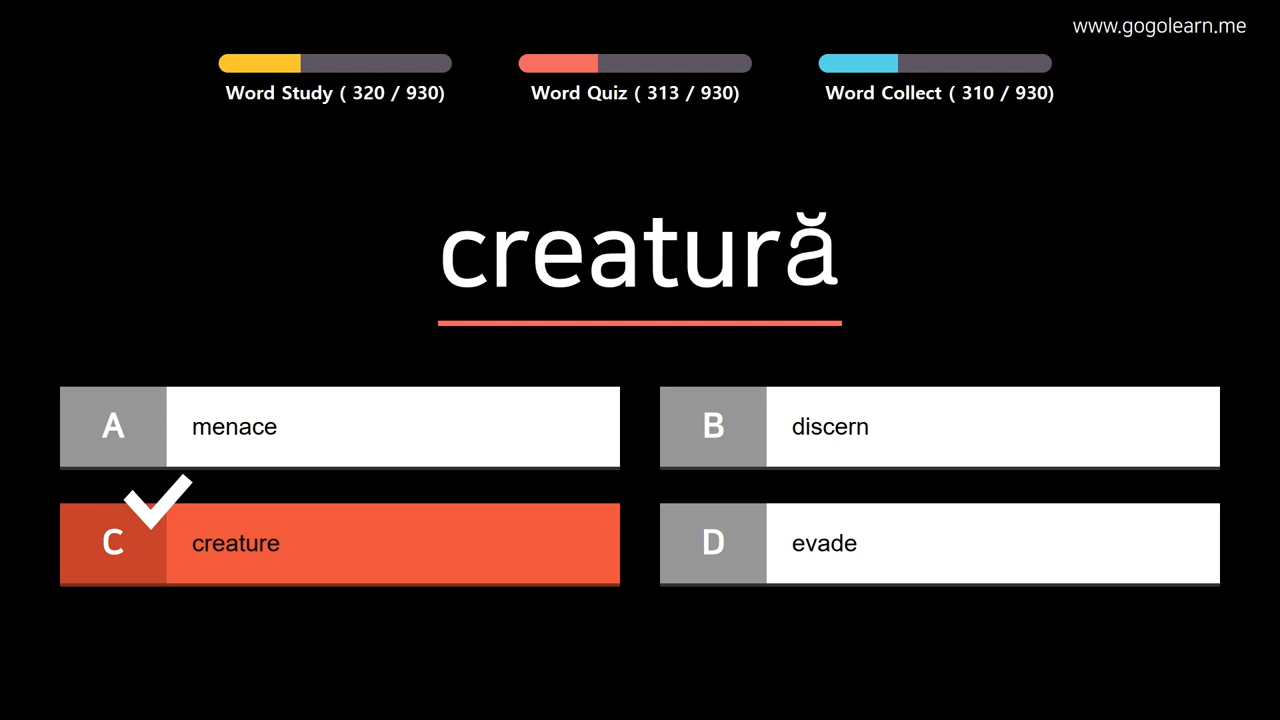 www.gogolearn.me
Word Study ( 320 / 930)
Word Quiz ( 313 / 930)
Word Collect ( 310 / 930)
creatură
A menace
B discern
C creature
D evade